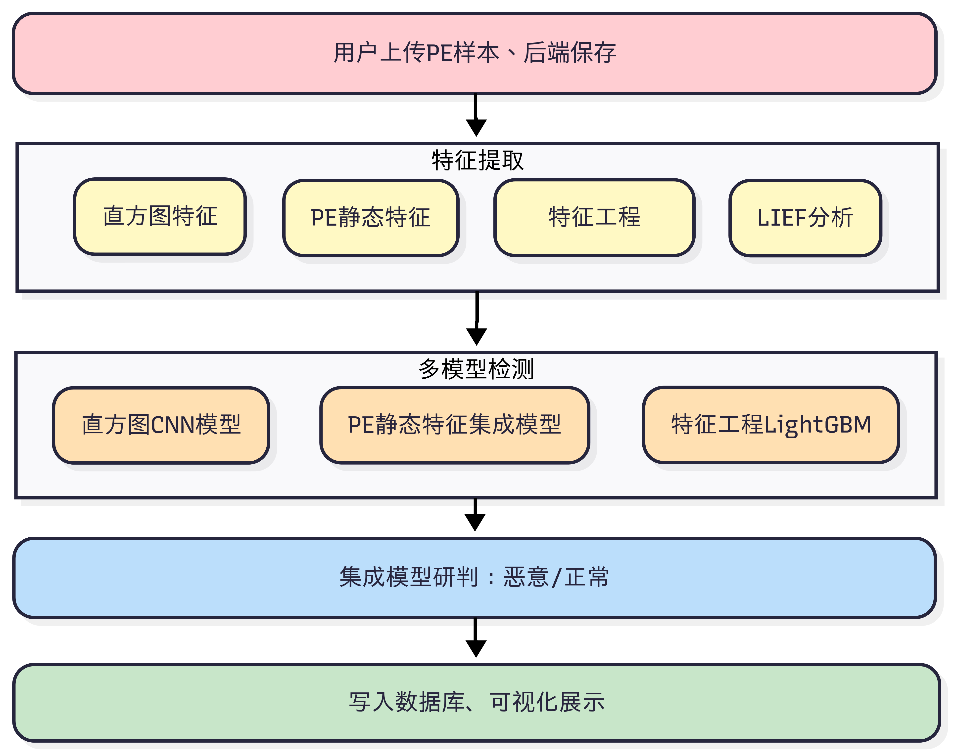 用户上传PE样本、后端保存
特征提取
直方图特征
PE静态特征
特征工程
LIEF分析
多模型检测
直方图CNN模型
PE静态特征集成模型
特征工程LightGBM
集成模型研判：恶意/正常
写入数据库、可视化展示